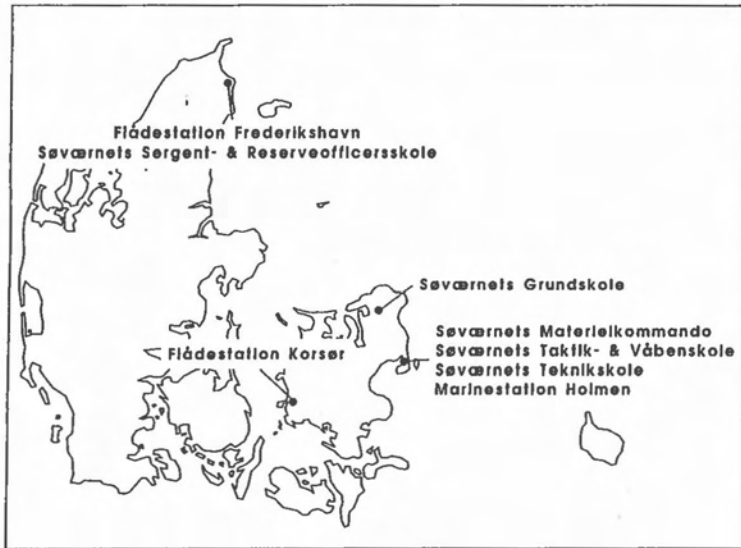 Flådestation Frederikshavn
Søværnets Sergent- & Reserveofficersskole
Søværnets Grundskole
Søværnets Materielkommando
Søværnets Taktik- & Våbenskole
Søværnets Teknikskole
Marinestation Holmen
Flådestation Korsør